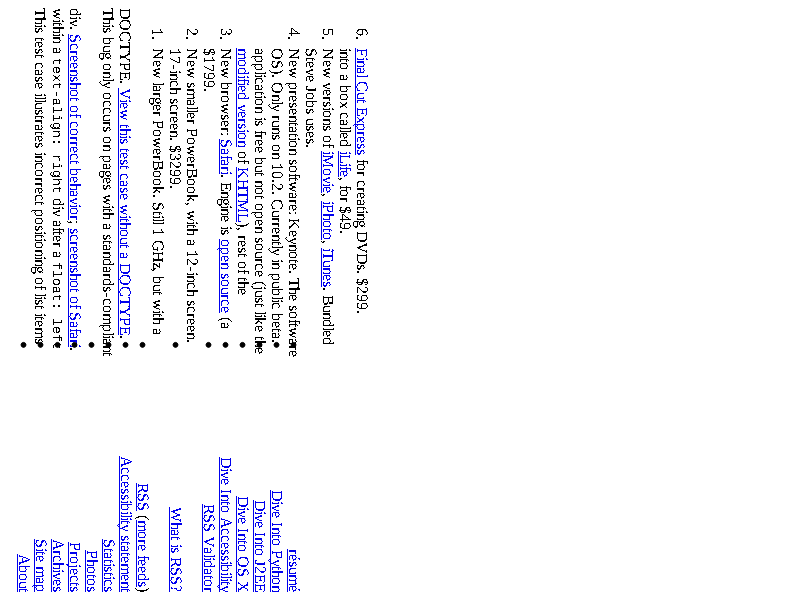 This test case illustrates incorrect positioning of list items
within a text-align: right div after a float: left
div. Screenshot of correct behavior; screenshot of Safari.
This bug only occurs on pages with a standards-compliant
DOCTYPE. View this test case without a DOCTYPE.
1. New larger PowerBook. Still 1 GHz, but with a
17-inch screen. $3299.
2. New smaller PowerBook, with a 12-inch screen.
$1799.
3. New browser: Safari. Engine is open source (a
modified version of KHTML), rest of the
application is free but not open source (just like the
OS). Only runs on 10.2. Currently in public beta.
4. New presentation software: Keynote. The software
Steve Jobs uses.
5. New versions of iMovie, iPhoto, iTunes. Bundled
into a box called iLife, for $49.
6. Final Cut Express for creating DVDs. $299.
About
Site map
Archives
Projects
Photos
Statistics
Accessibility statement
RSS (more feeds)
What is RSS?
RSS Validator
Dive Into Accessibility
Dive Into OS X
Dive Into J2EE
Dive Into Python
résumé